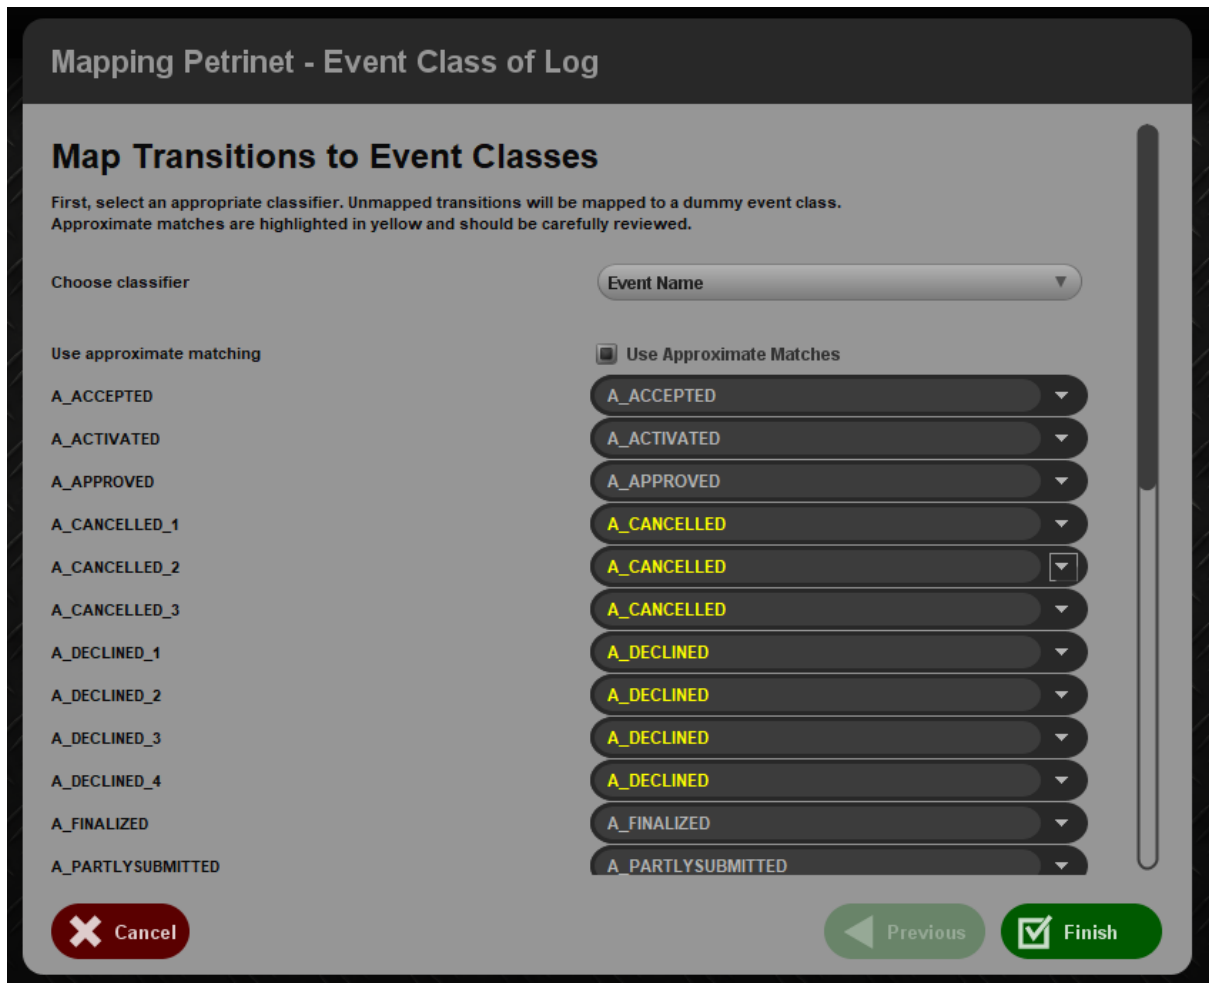 Mapping Petrinet - Event Class of Log
Map Transitions to Event Classes
First, select an appropriate classifier. Unmapped transitions will be mapped to a dummy event class.
Approximate matches are highlighted in yellow and should be carefully reviewed.
Choose classifier Event Name
Use approximate matching Use Approximate Matches
A_ACCEPTED A_ACCEPTED
A_ACTIVATED A_ACTIVATED
A_APPROVED A_APPROVED
A_CANCELLED_1 A_CANCELLED
A_CANCELLED_2 A_CANCELLED
A_CANCELLED_3 A_CANCELLED
A_DECLINED_1 A_DECLINED
A_DECLINED_2 A_DECLINED
A_DECLINED_3 A_DECLINED
A_DECLINED_4 A_DECLINED
A_FINALIZED A_FINALIZED
A_PARTLYSUBMITTED A_PARTLYSUBMITTED
Cancel Previous Finish